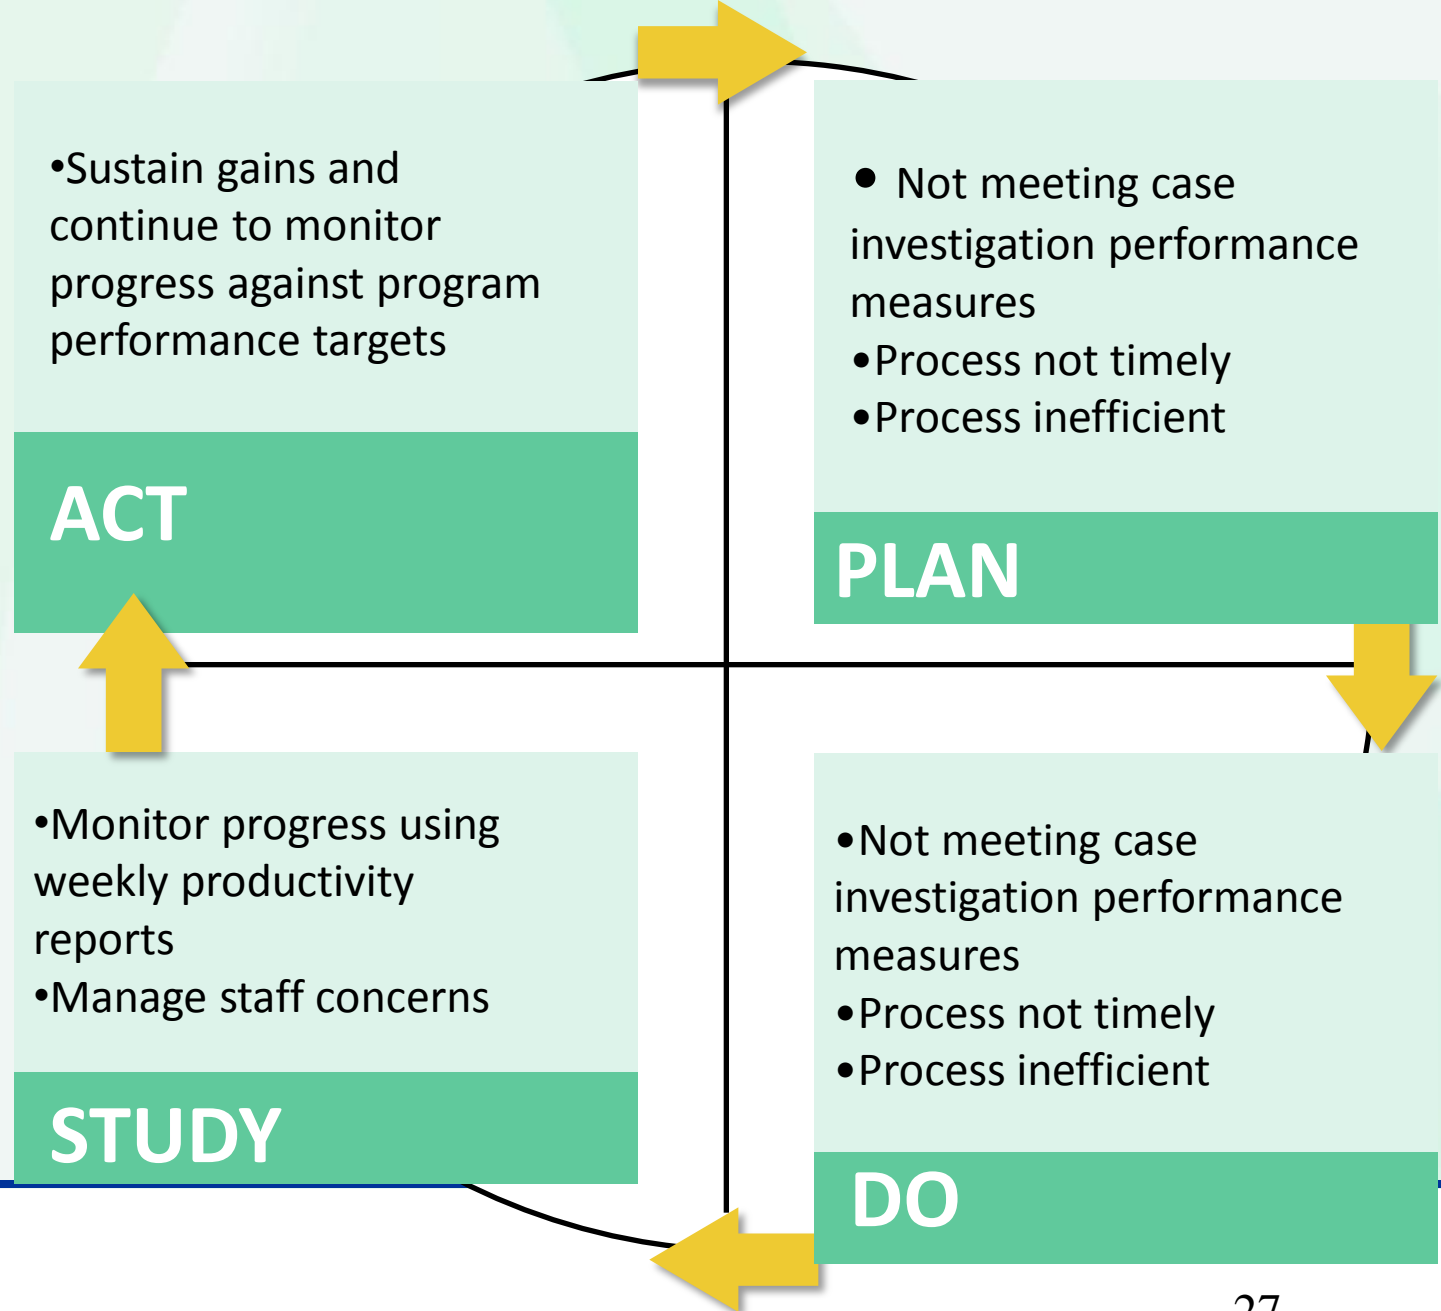 •Sustain gains and
continue to monitor
progress against program
performance targets
ACT
• Not meeting case
investigation performance
measures
•Process not timely
•Process inefficient
PLAN
•Monitor progress using
weekly productivity
reports
•Manage staff concerns
STUDY
•Not meeting case
investigation performance
measures
•Process not timely
•Process inefficient
DO
27